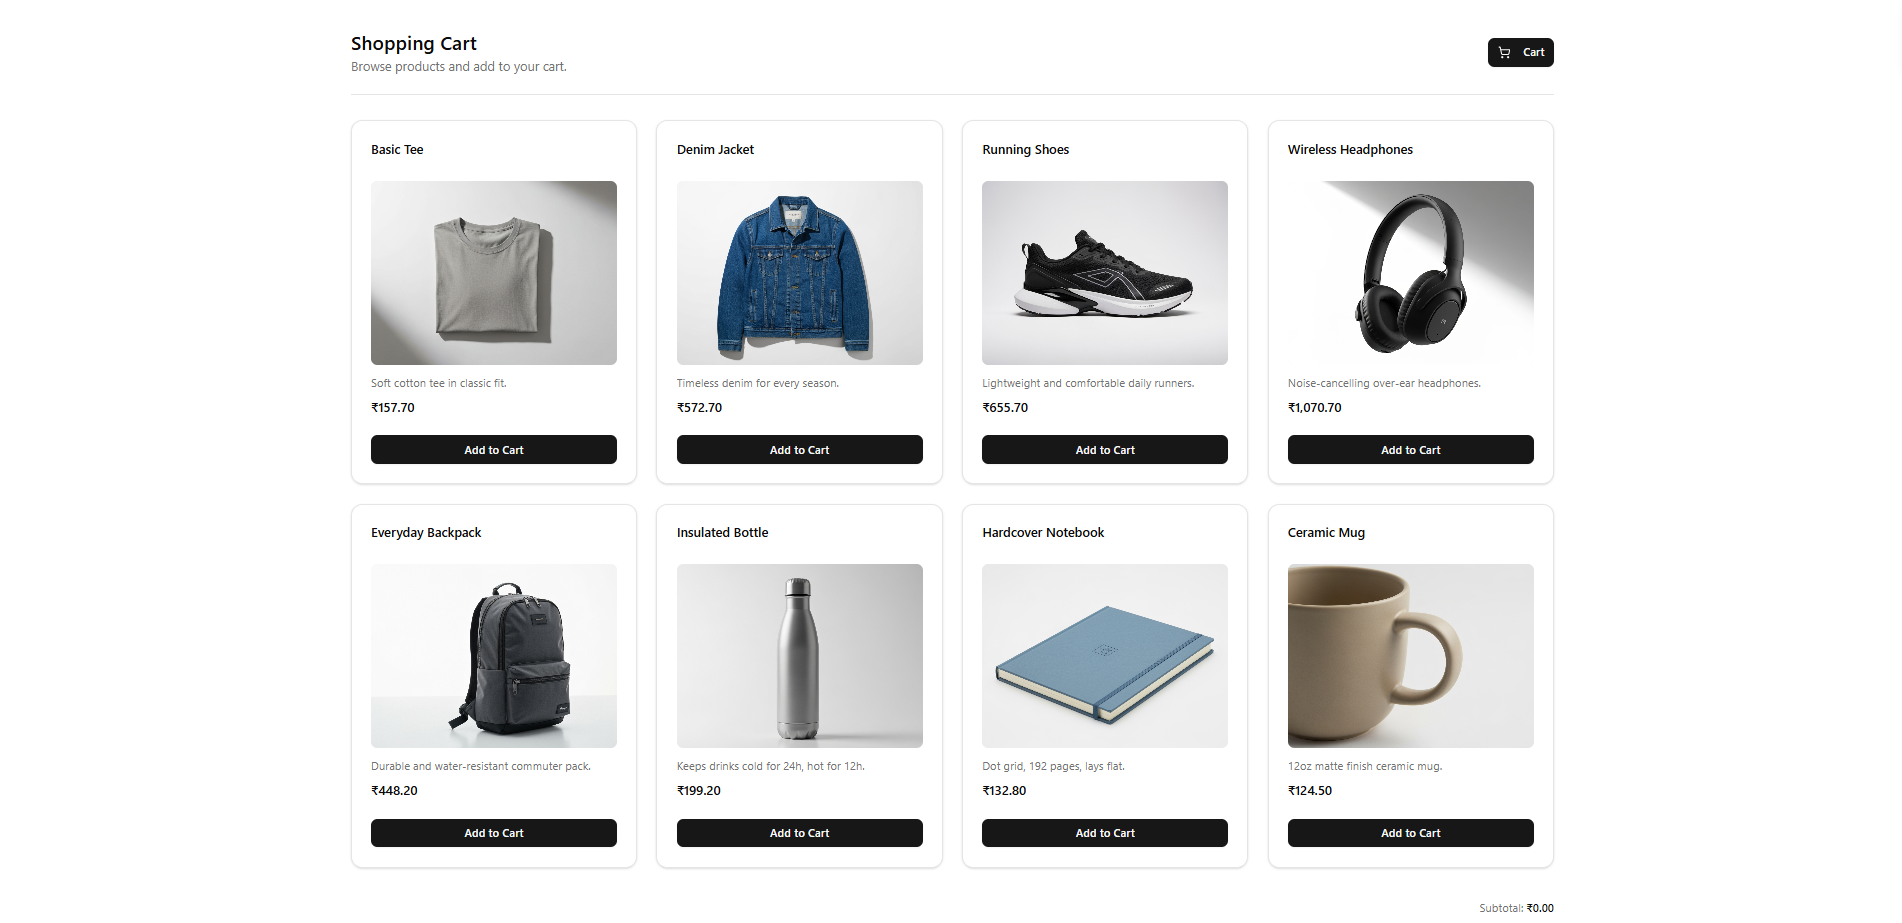 Shopping Cart
Browse products and add to your cart.
Cart
Basic Tee
Soft cotton tee in classic fit.
₹157.70
Add to Cart
Denim Jacket
Timeless denim for every season.
₹572.70
Add to Cart
Running Shoes
Lightweight and comfortable daily runners.
₹655.70
Add to Cart
Wireless Headphones
Noise-cancelling over-ear headphones.
₹1,070.70
Add to Cart
Everyday Backpack
Durable and water-resistant commuter pack.
₹448.20
Add to Cart
Insulated Bottle
Keeps drinks cold for 24h, hot for 12h.
₹199.20
Add to Cart
Hardcover Notebook
Dot grid, 192 pages, lays flat.
₹132.80
Add to Cart
Ceramic Mug
12oz matte finish ceramic mug.
₹124.50
Add to Cart
Subtotal: ₹0.00